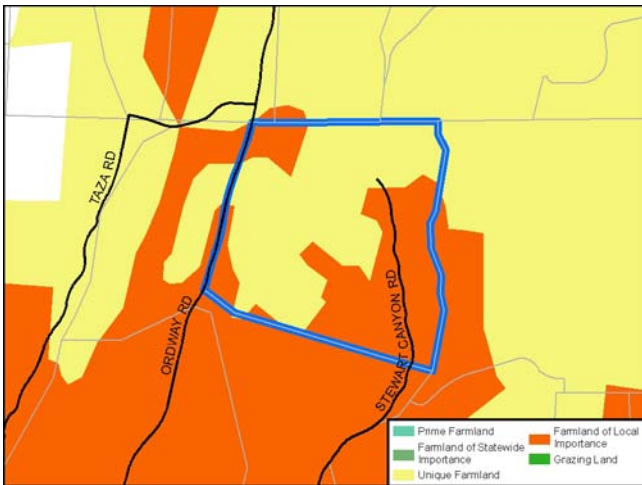 TAZA RD
ORDWAY RD
STEWART CANYON RD
Prime Farmland
Farmland of Statewide
Importance
Unique Farmland
Farmland of Local
Importance
Grazing Land